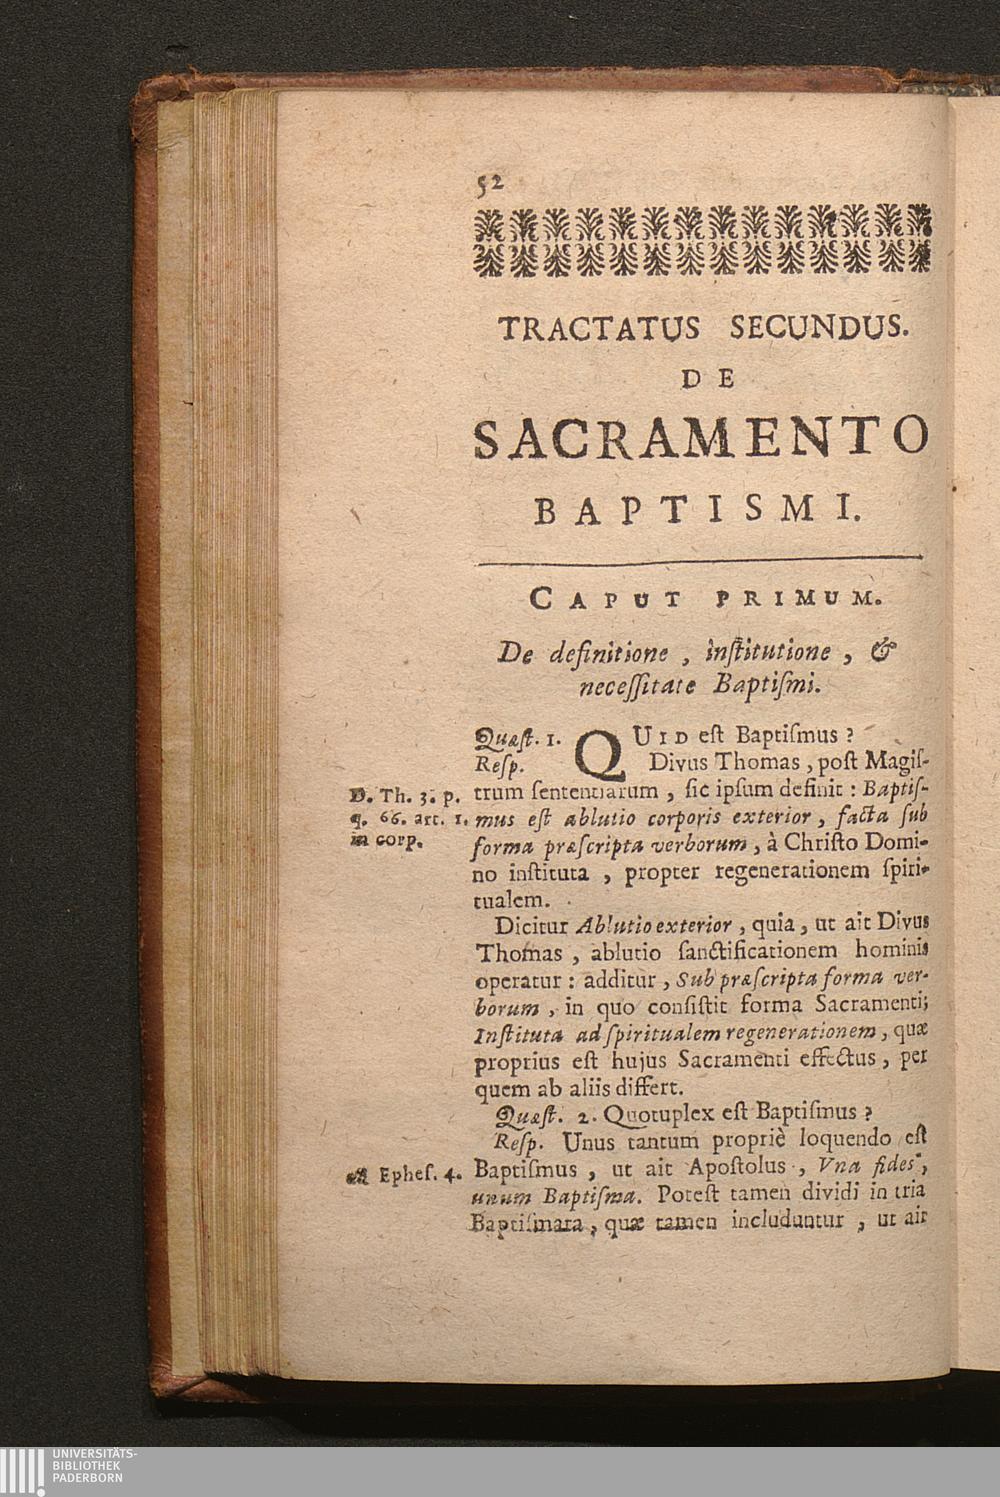 52
TRACTATUS SECUNDUS.
DE
SACRAMENTO
BAPTISMI.
CAPUT PRIMUM.
De definitione , inſtitutione , &
neceſſitate Baptiſmi.
Quæſt. 1. QUID eſt Baptiſmus ?
Reſp. Divus Thomas , poſt Magiſ-
trum ſententiarum , ſic ipſum definit : Baptiſ-
mus eſt ablutio corporis exterior , facta ſub
forma præſcripta verborum , à Chriſto Domi-
no inſtituta , propter regenerationem ſpiri-
tualem.
D. Th. 3. p.
q. 66. art. 1.
in corp.
Dicitur Ablutio exterior , quia , ut ait Divus
Thomas , ablutio ſanctificationem hominis
operatur : additur , Sub præſcripta forma ver-
borum , in quo conſiſtit forma Sacramenti;
Inſtituta ad ſpiritualem regenerationem , quæ
proprius eſt hujus Sacramenti effectus , per
quem ab aliis differt.
Quæſt. 2. Quotuplex eſt Baptiſmus ?
Reſp. Unus tantum propriè loquendo eſt
Baptiſmus , ut ait Apoſtolus , Vna fides ,
unum Baptiſma. Poteſt tamen dividi in tria
Baptiſmata , quæ tamen includuntur , ut ait
Epheſ. 4.
UNIVERSITÄTS-
BIBLIOTHEK
PADERBORN